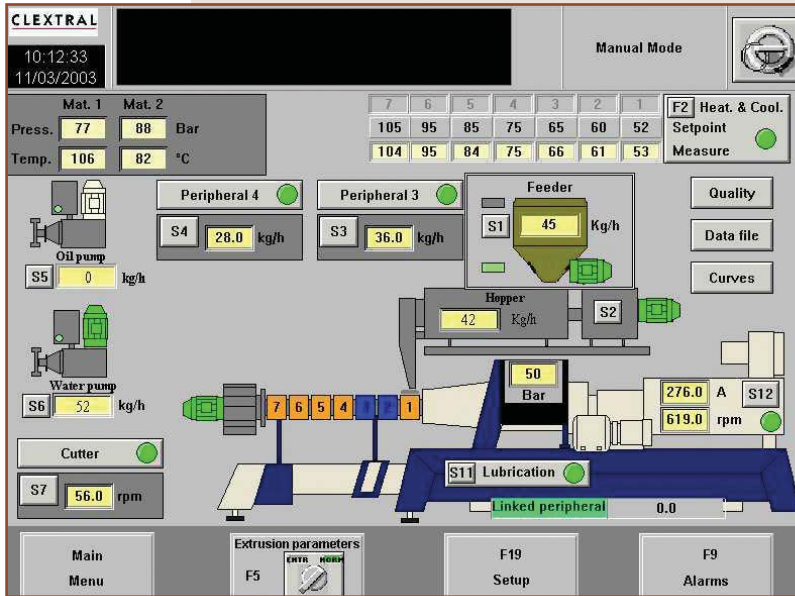 CLEXTRAL
10:12:33
11/03/2003
Manual Mode
Mat. 1 Mat. 2
Press. 77 88 Bar
Temp. 106 82 °C
7 6 5 4 3 2 1
105 95 85 75 65 60 52
104 95 84 75 66 61 53
F2 Heat. & Cool.
Setpoint
Measure
Peripheral 4
S4 28.0 kg/h
Peripheral 3
S3 36.0 kg/h
Feeder
S1 45 Kg/h
Quality
Data file
Curves
Oil pump
S5 0 kg/h
Hopper
42 Kg/h
S2
Water pump
S6 52 kg/h
7 6 5 4 3 2 1
50
Bar
276.0 A S12
619.0 rpm
Cutter
S7 56.0 rpm
S11 Lubrication
Linked peripheral 0.0
Main
Menu
Extrusion parameters
F5
ENTR NORM
F19
Setup
F9
Alarms